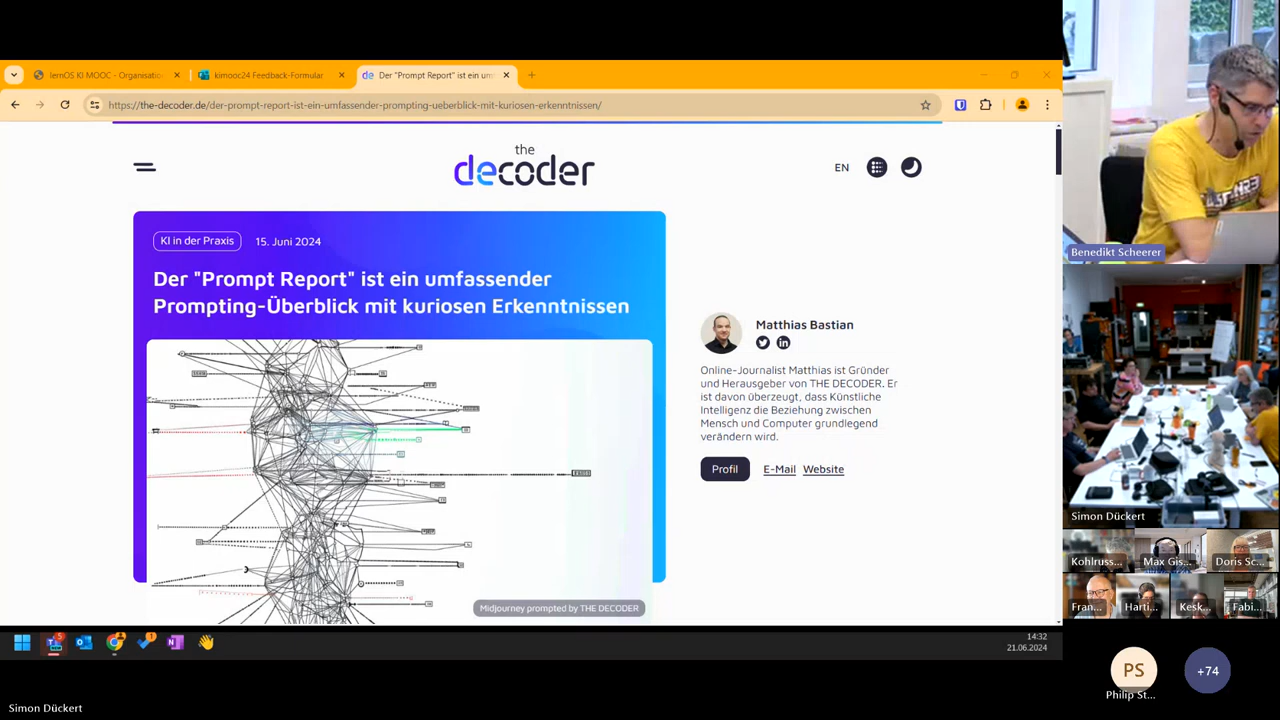 lernOS KI MOOC - Organisatio
kimooc24 Feedback-Formular
Der "Prompt Report" ist ein um
https://the-decoder.de/der-prompt-report-ist-ein-umfassender-prompting-ueberblick-mit-kuriosen-erkenntnissen/
the
decoder
EN
KI in der Praxis
15. Juni 2024
Der "Prompt Report" ist ein umfassender
Prompting-Überblick mit kuriosen Erkenntnissen
Midjourney prompted by THE DECODER
Matthias Bastian
Online-Journalist Matthias ist Gründer
und Herausgeber von THE DECODER. Er
ist davon überzeugt, dass Künstliche
Intelligenz die Beziehung zwischen
Mensch und Computer grundlegend
verändern wird.
Profil
E-Mail
Website
14:32
21.06.2024
Simon Dückert
Benedikt Scheerer
Simon Dückert
Kohlruss...
Max Gis...
Doris Sc...
Fran...
Harti...
Kesk...
Fabi...
PS
+74
Philip St...